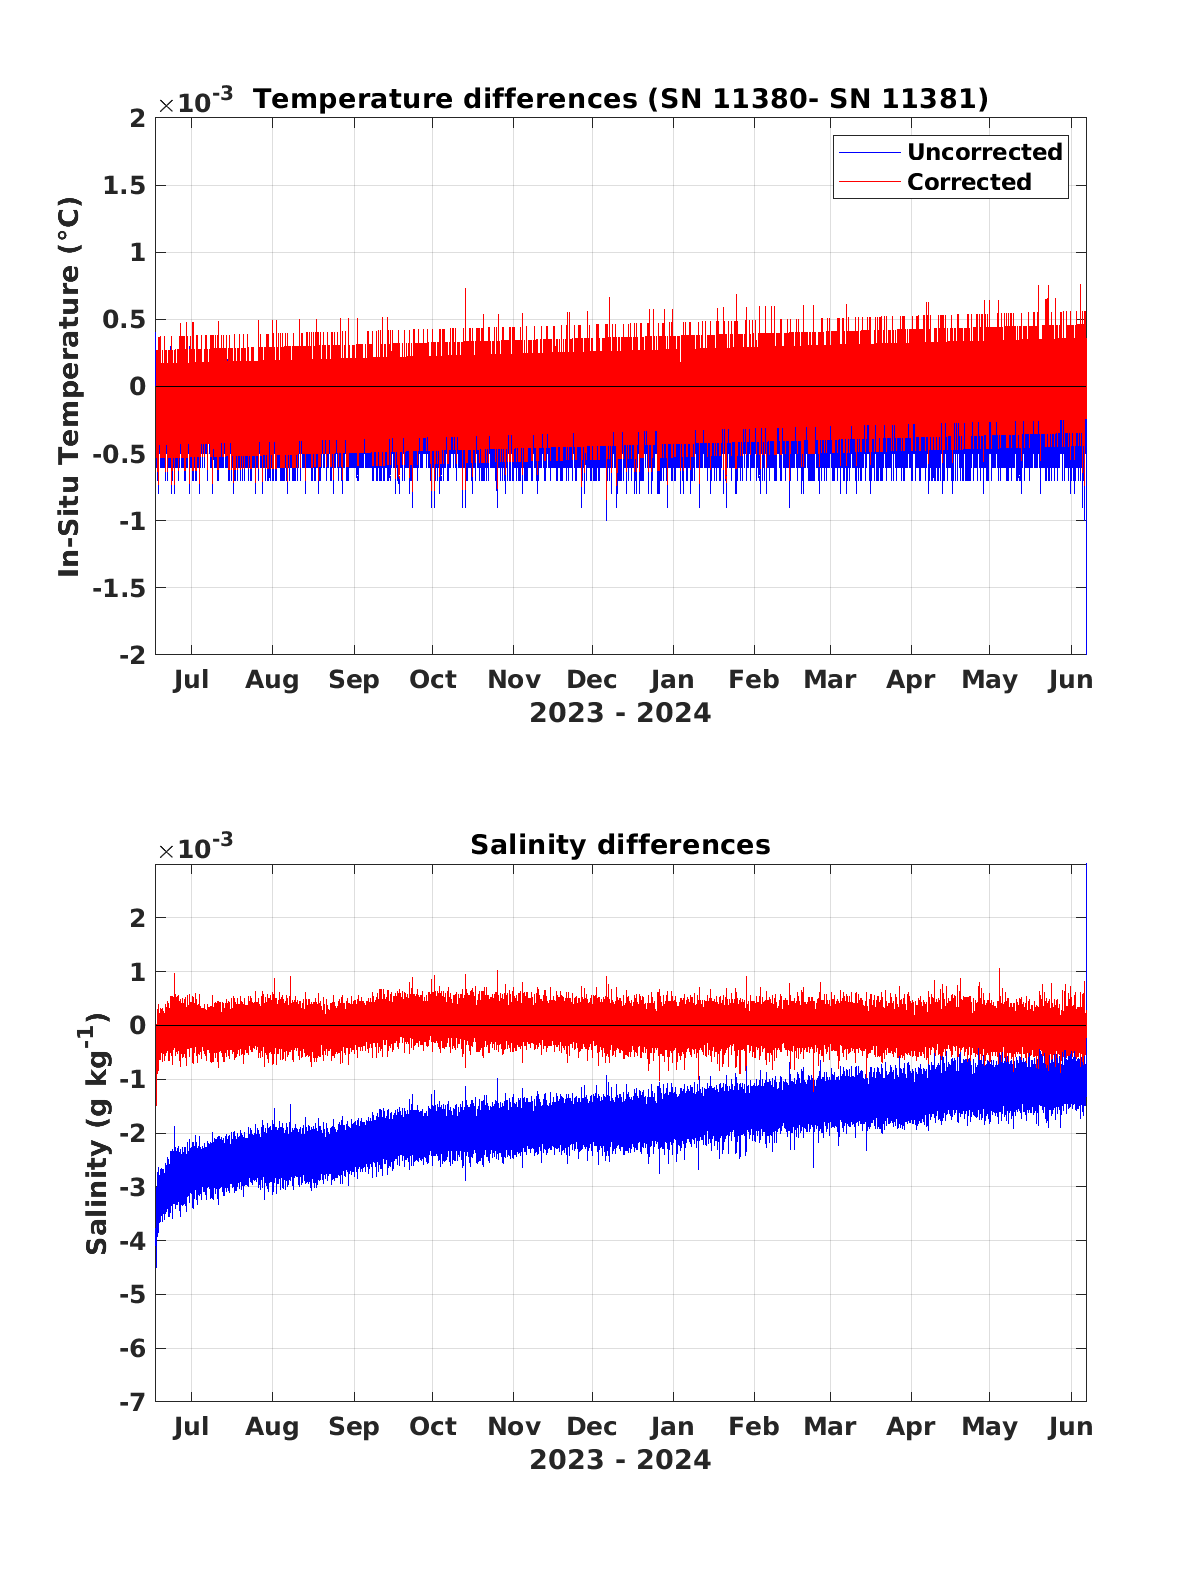 ×10-3 Temperature differences (SN 11380- SN 11381)
2
1.5
1
0.5
0
-0.5
-1
-1.5
-2
In-Situ Temperature (°C)
Uncorrected
Corrected
Jul Aug Sep Oct Nov Dec Jan Feb Mar Apr May Jun
2023 - 2024
×10-3 Salinity differences
2
1
0
-1
-2
-3
-4
-5
-6
-7
Salinity (g kg-1)
Jul Aug Sep Oct Nov Dec Jan Feb Mar Apr May Jun
2023 - 2024